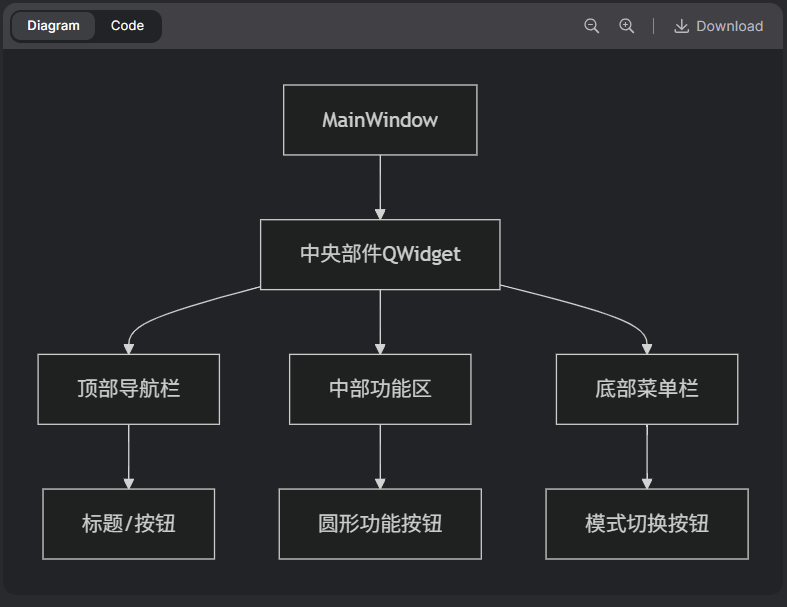 Diagram
Code
Download
MainWindow
中央部件QWidget
顶部导航栏
中部功能区
底部菜单栏
标题/按钮
圆形功能按钮
模式切换按钮